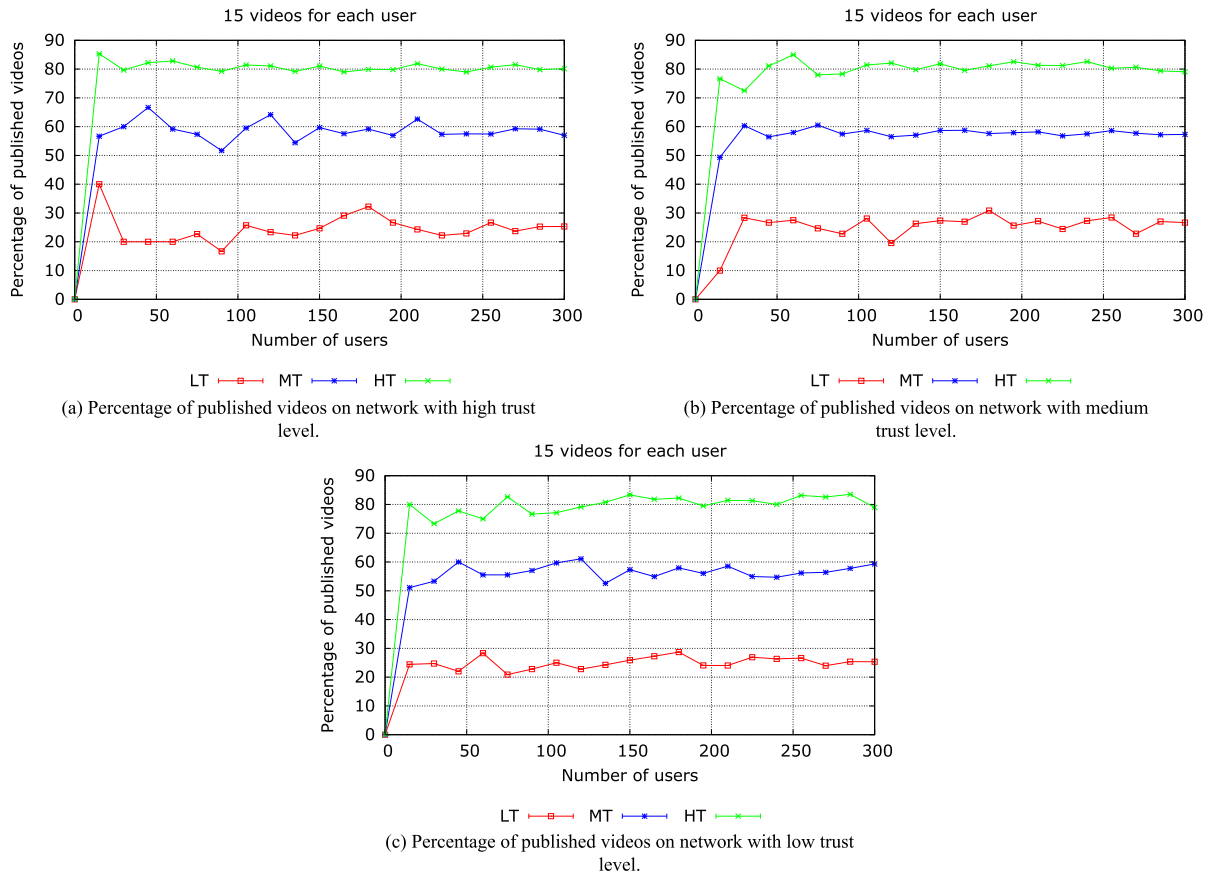 15 videos for each user
Percentage of published videos
90
80
70
60
50
40
30
20
10
0
0 50 100 150 200 250 300
Number of users
LT MT HT
(a) Percentage of published videos on network with high trust
level.
15 videos for each user
Percentage of published videos
90
80
70
60
50
40
30
20
10
0
0 50 100 150 200 250 300
Number of users
LT MT HT
(b) Percentage of published videos on network with medium
trust level.
15 videos for each user
Percentage of published videos
90
80
70
60
50
40
30
20
10
0
0 50 100 150 200 250 300
Number of users
LT MT HT
(c) Percentage of published videos on network with low trust
level.